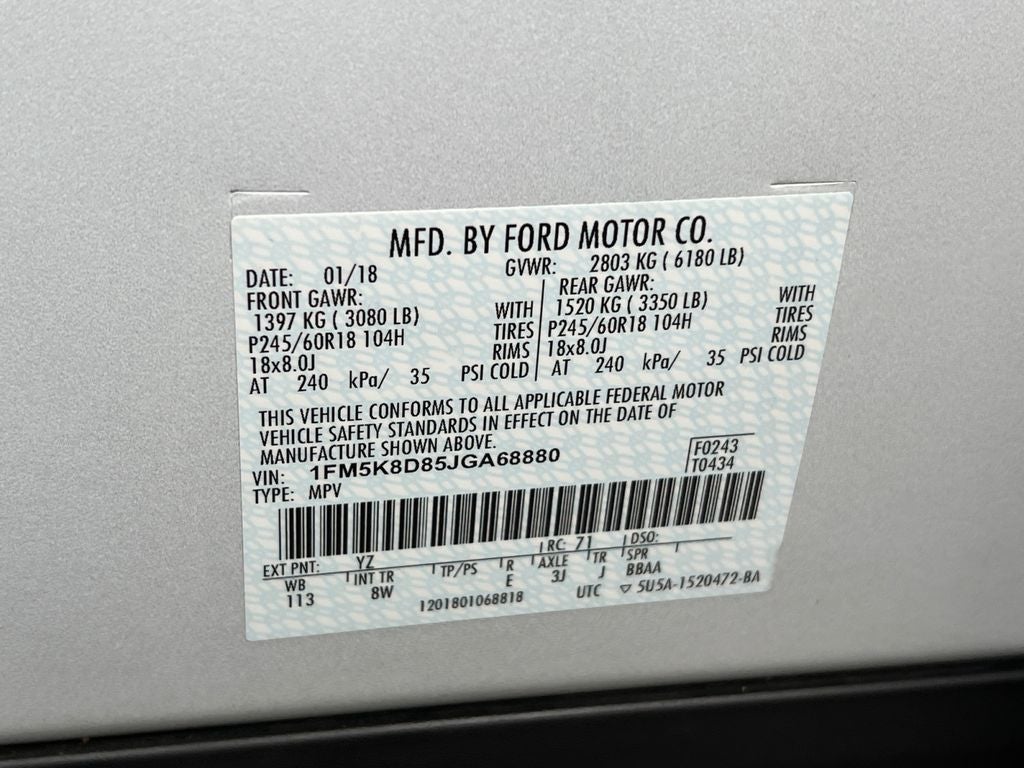 MFD. BY FORD MOTOR CO.
DATE: 01/18 GVWR: 2803 KG ( 6180 LB)
FRONT GAWR: REAR GAWR:
1397 KG ( 3080 LB) WITH 1520 KG ( 3350 LB) WITH
P245/60R18 104H TIRES P245/60R18 104H TIRES
18x8.0J RIMS 18x8.0J RIMS
AT 240 kPa/ 35 PSI COLD AT 240 kPa/ 35 PSI COLD
THIS VEHICLE CONFORMS TO ALL APPLICABLE FEDERAL MOTOR
VEHICLE SAFETY STANDARDS IN EFFECT ON THE DATE OF
MANUFACTURE SHOWN ABOVE.
VIN: 1FM5K8D85JGA68880 F0243
TYPE: MPV T0434
EXT PNT: YZ RC: 71 DSO:
WB INT TR TP/PS R AXLE TR SPR
113 8W E 3J J BBAA
1201801068818 UTC ▽ 5U5A-1520472-BA